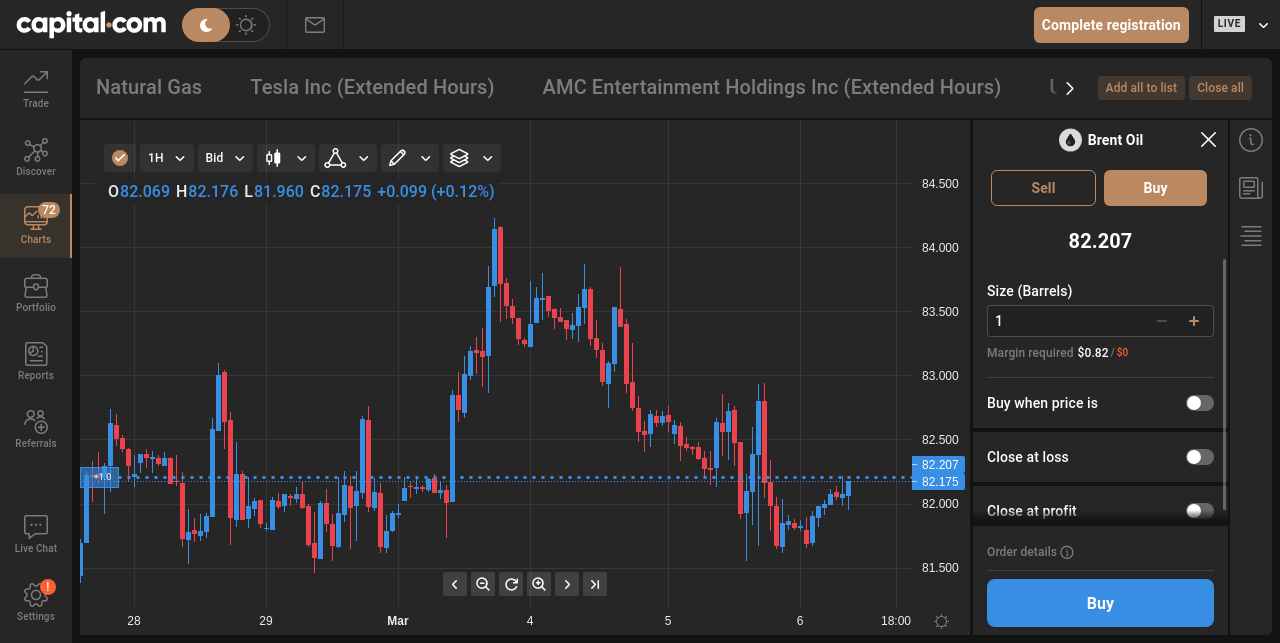 capital.com
Complete registration
LIVE
Trade
Discover
72
Charts
Portfolio
Reports
Referrals
Live Chat
!
Settings
Natural Gas
Tesla Inc (Extended Hours)
AMC Entertainment Holdings Inc (Extended Hours)
Add all to list
Close all
1H
Bid
O82.069 H82.176 L81.960 C82.175 +0.099 (+0.12%)
84.500
84.000
83.500
83.000
82.500
82.207
82.175
82.000
81.500
+1.0
28
29
Mar
4
5
6
18:00
Brent Oil
Sell
Buy
82.207
Size (Barrels)
1
Margin required $0.82 / $0
Buy when price is
Close at loss
Close at profit
Order details
Buy